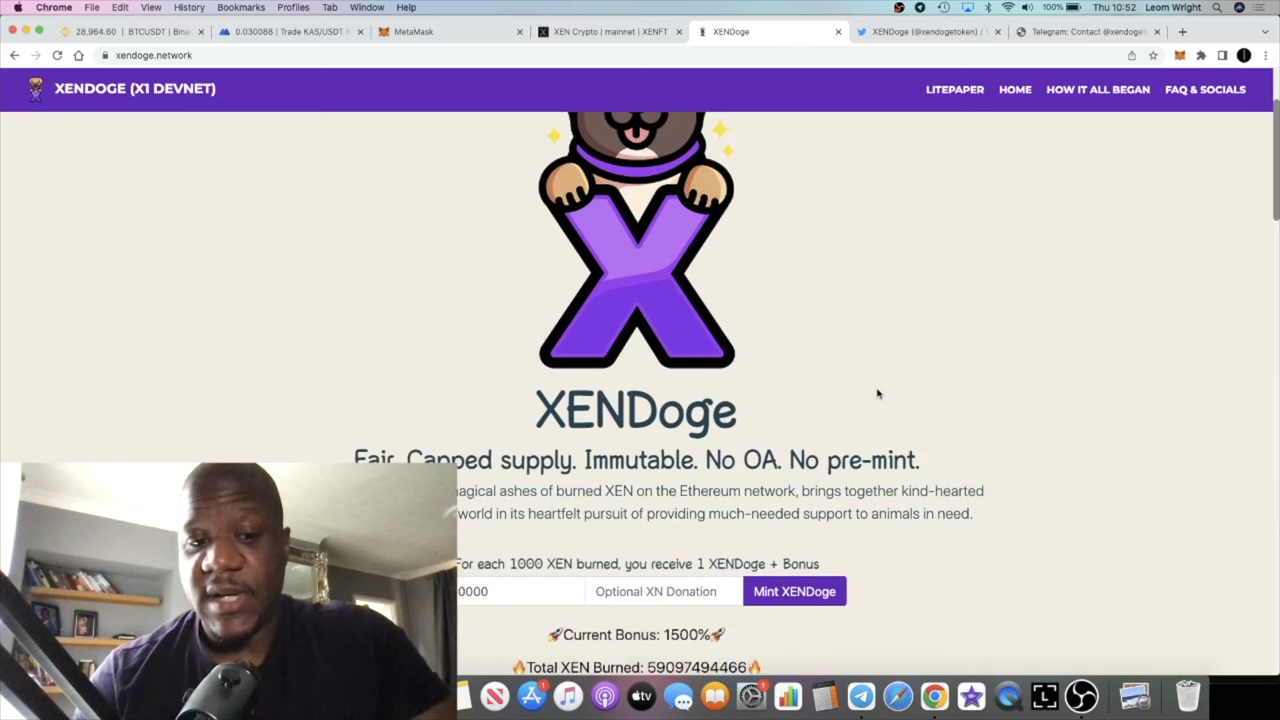 Chrome File Edit View History Bookmarks Profiles Tab Window Help 100% Thu 10:52 Leom Wright
28,964.60 | BTCUSDT | Bina 0.030088 | Trade KAS/USDT MetaMask XEN Crypto | mainnet | XENFT XENDoge XENDoge (@xendogetoken) / Telegram: Contact @xendoget
xendoge.network
XENDOGE (X1 DEVNET) LITEPAPER HOME HOW IT ALL BEGAN FAQ & SOCIALS
X
XENDoge
Fair. Capped supply. Immutable. No OA. No pre-mint.
magical ashes of burned XEN on the Ethereum network, brings together kind-hearted
world in its heartfelt pursuit of providing much-needed support to animals in need.
For each 1000 XEN burned, you receive 1 XENDoge + Bonus
0000 Optional XN Donation Mint XENDoge
🚀Current Bonus: 1500%🚀
🔥Total XEN Burned: 59097494466🔥